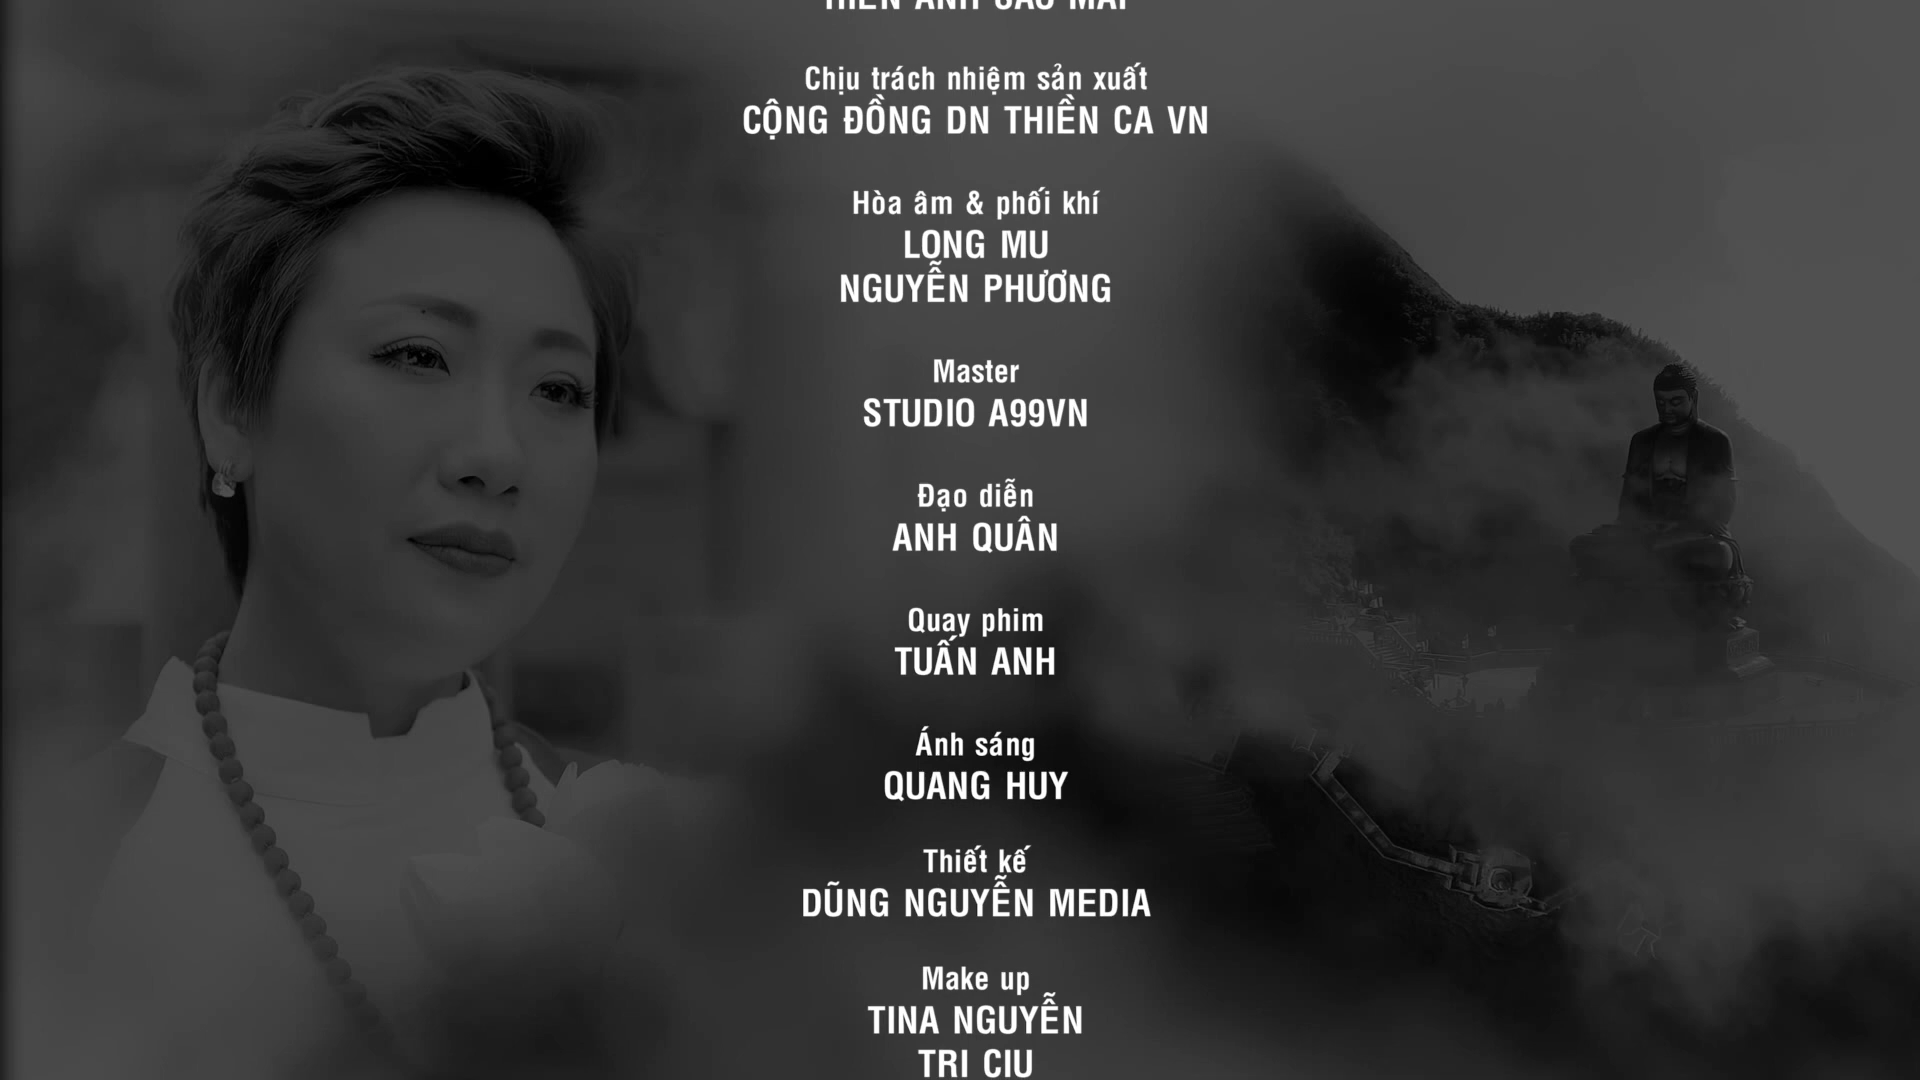 Chịu trách nhiệm sản xuất
CỘNG ĐỒNG DN THIỀN CA VN
Hòa âm & phối khí
LONG MU
NGUYỄN PHƯƠNG
Master
STUDIO A99VN
Đạo diễn
ANH QUÂN
Quay phim
TUẤN ANH
Ánh sáng
QUANG HUY
Thiết kế
DŨNG NGUYỄN MEDIA
Make up
TINA NGUYỄN
TRI CIU